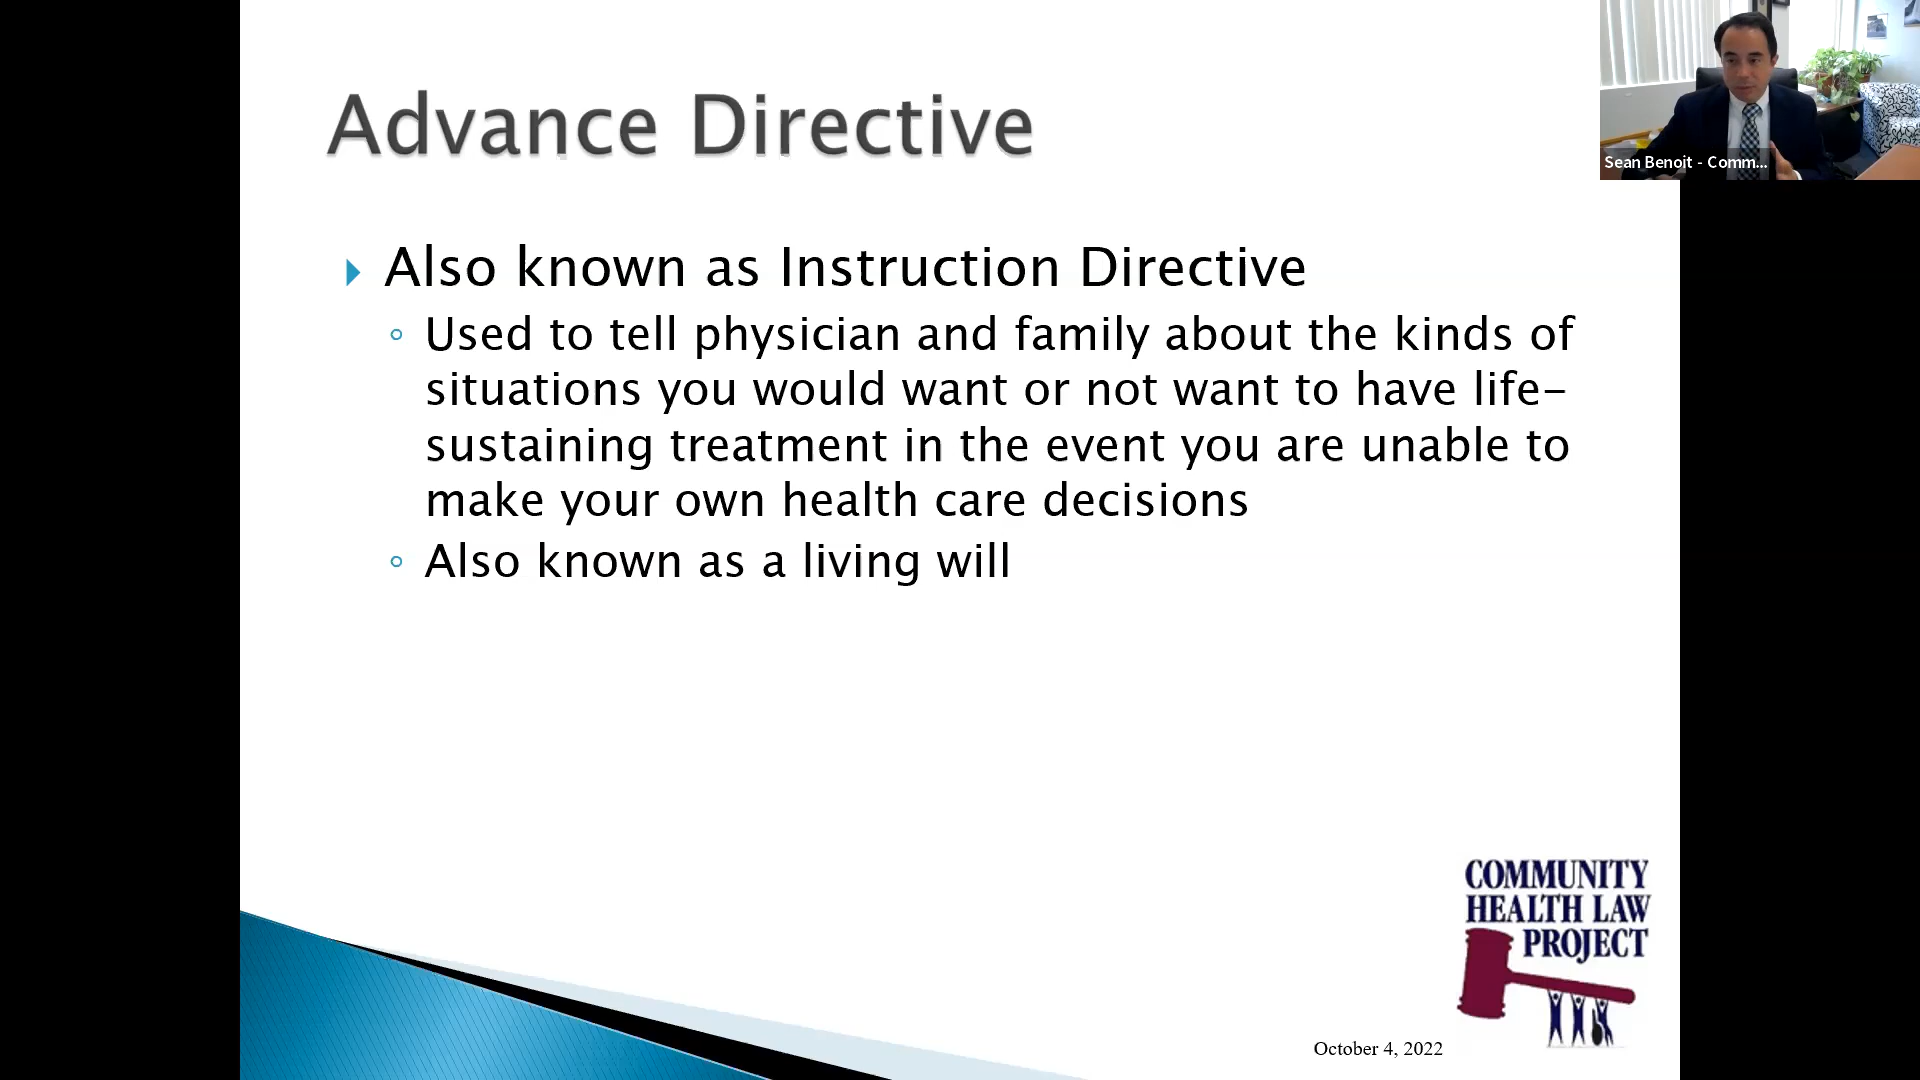 Advance Directive
Sean Benoit - Comm...
Also known as Instruction Directive
Used to tell physician and family about the kinds of
situations you would want or not want to have life-
sustaining treatment in the event you are unable to
make your own health care decisions
Also known as a living will
COMMUNITY
HEALTH LAW
PROJECT
October 4, 2022